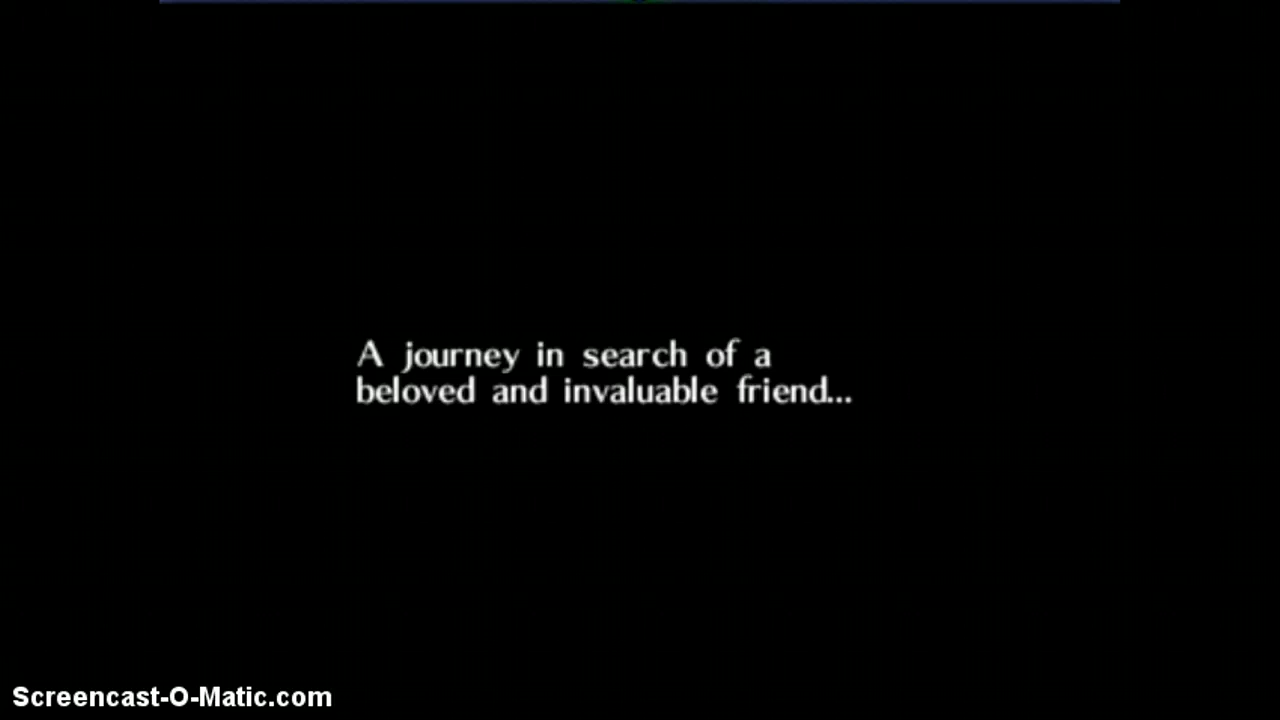 A journey in search of a
beloved and invaluable friend...
Screencast-O-Matic.com